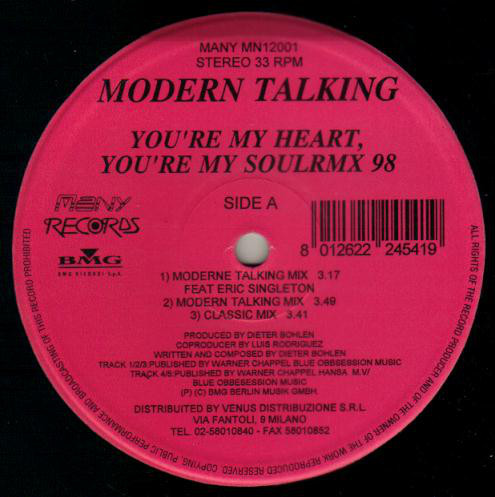 MANY MN12001
STEREO 33 RPM
MODERN TALKING
YOU'RE MY HEART,
YOU'RE MY SOULRMX 98
MANY
RECORDS
BMG
BMG RICORDI S.p.A.
SIDE A
8 012622 245419
1) MODERNE TALKING MIX 3.17
FEAT ERIC SINGLETON
2) MODERN TALKING MIX 3.49
3) CLASSIC MIX 3.41
PRODUCED BY DIETER BOHLEN
COPRODUCER BY LUIS RODRIGUEZ
WRITTEN AND COMPOSED BY DIETER BOHLEN
TRACK 1/2/3:PUBLISHED BY WARNER CHAPPEL BLUE OBBSESSION MUSIC
TRACK 4/5:PUBLISHED BY WARNER CHAPPEL HANSA M.V/
BLUE OBBESESSION MUSIC
(P) (C) BMG BERLIN MUSIK GMBH.
DISTRIBUITED BY VENUS DISTRIBUZIONE S.R.L.
VIA FANTOLI, 9 MILANO
TEL. 02-58010840 - FAX 58010852
ALL RIGHTS OF THE RECORD PRODUCER AND OF THE OWNER OF THE WORK REPRODUCED RESERVED. COPYING, PUBLIC PERFORMANCE AND BROADCASTING OF THIS RECORD PROHIBITED